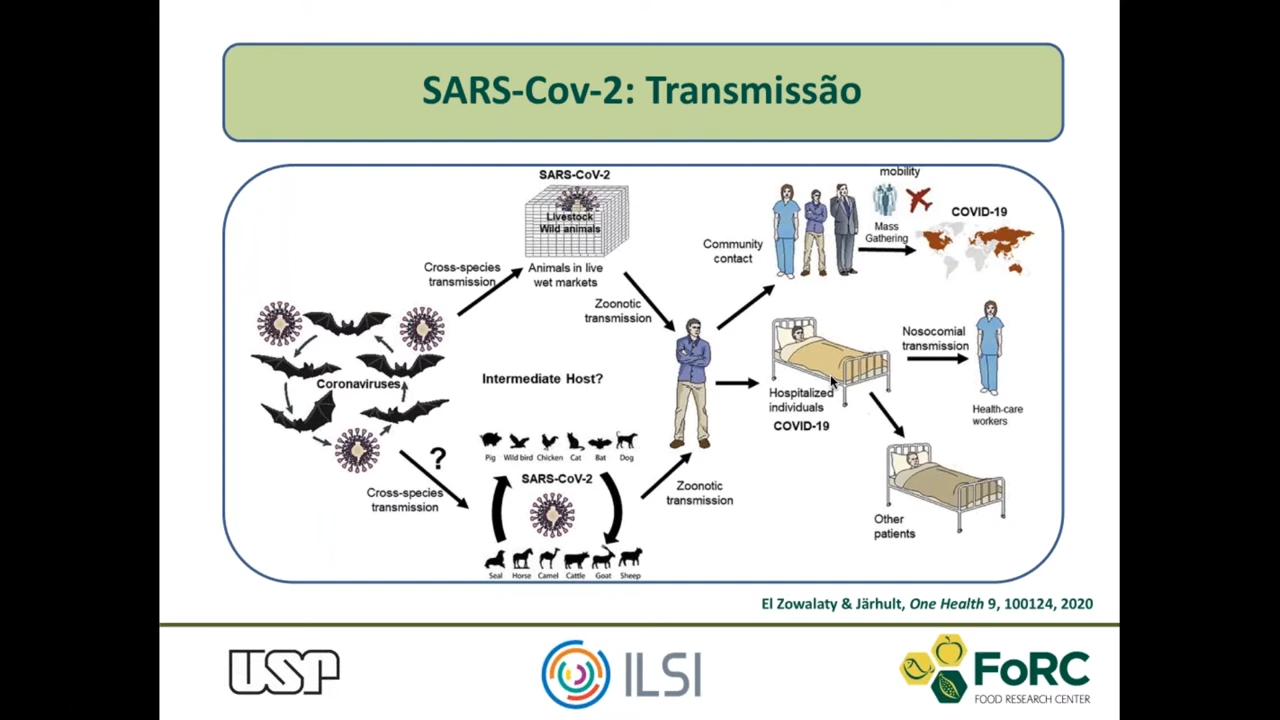 SARS-Cov-2: Transmissão
SARS-CoV-2
Livestock
Wild animals
Animals in live
wet markets
Cross-species
transmission
Zoonotic
transmission
Coronaviruses
Intermediate Host?
?
Cross-species
transmission
Pig
Wild bird
Chicken
Cat
Bat
Dog
SARS-CoV-2
Seal
Horse
Camel
Cattle
Goat
Sheep
Zoonotic
transmission
Community
contact
mobility
Mass
Gathering
COVID-19
Hospitalized
individuals
COVID-19
Nosocomial
transmission
Health-care
workers
Other
patients
El Zowalaty & Järhult, One Health 9, 100124, 2020
USP
ILSI
FoRC
FOOD RESEARCH CENTER